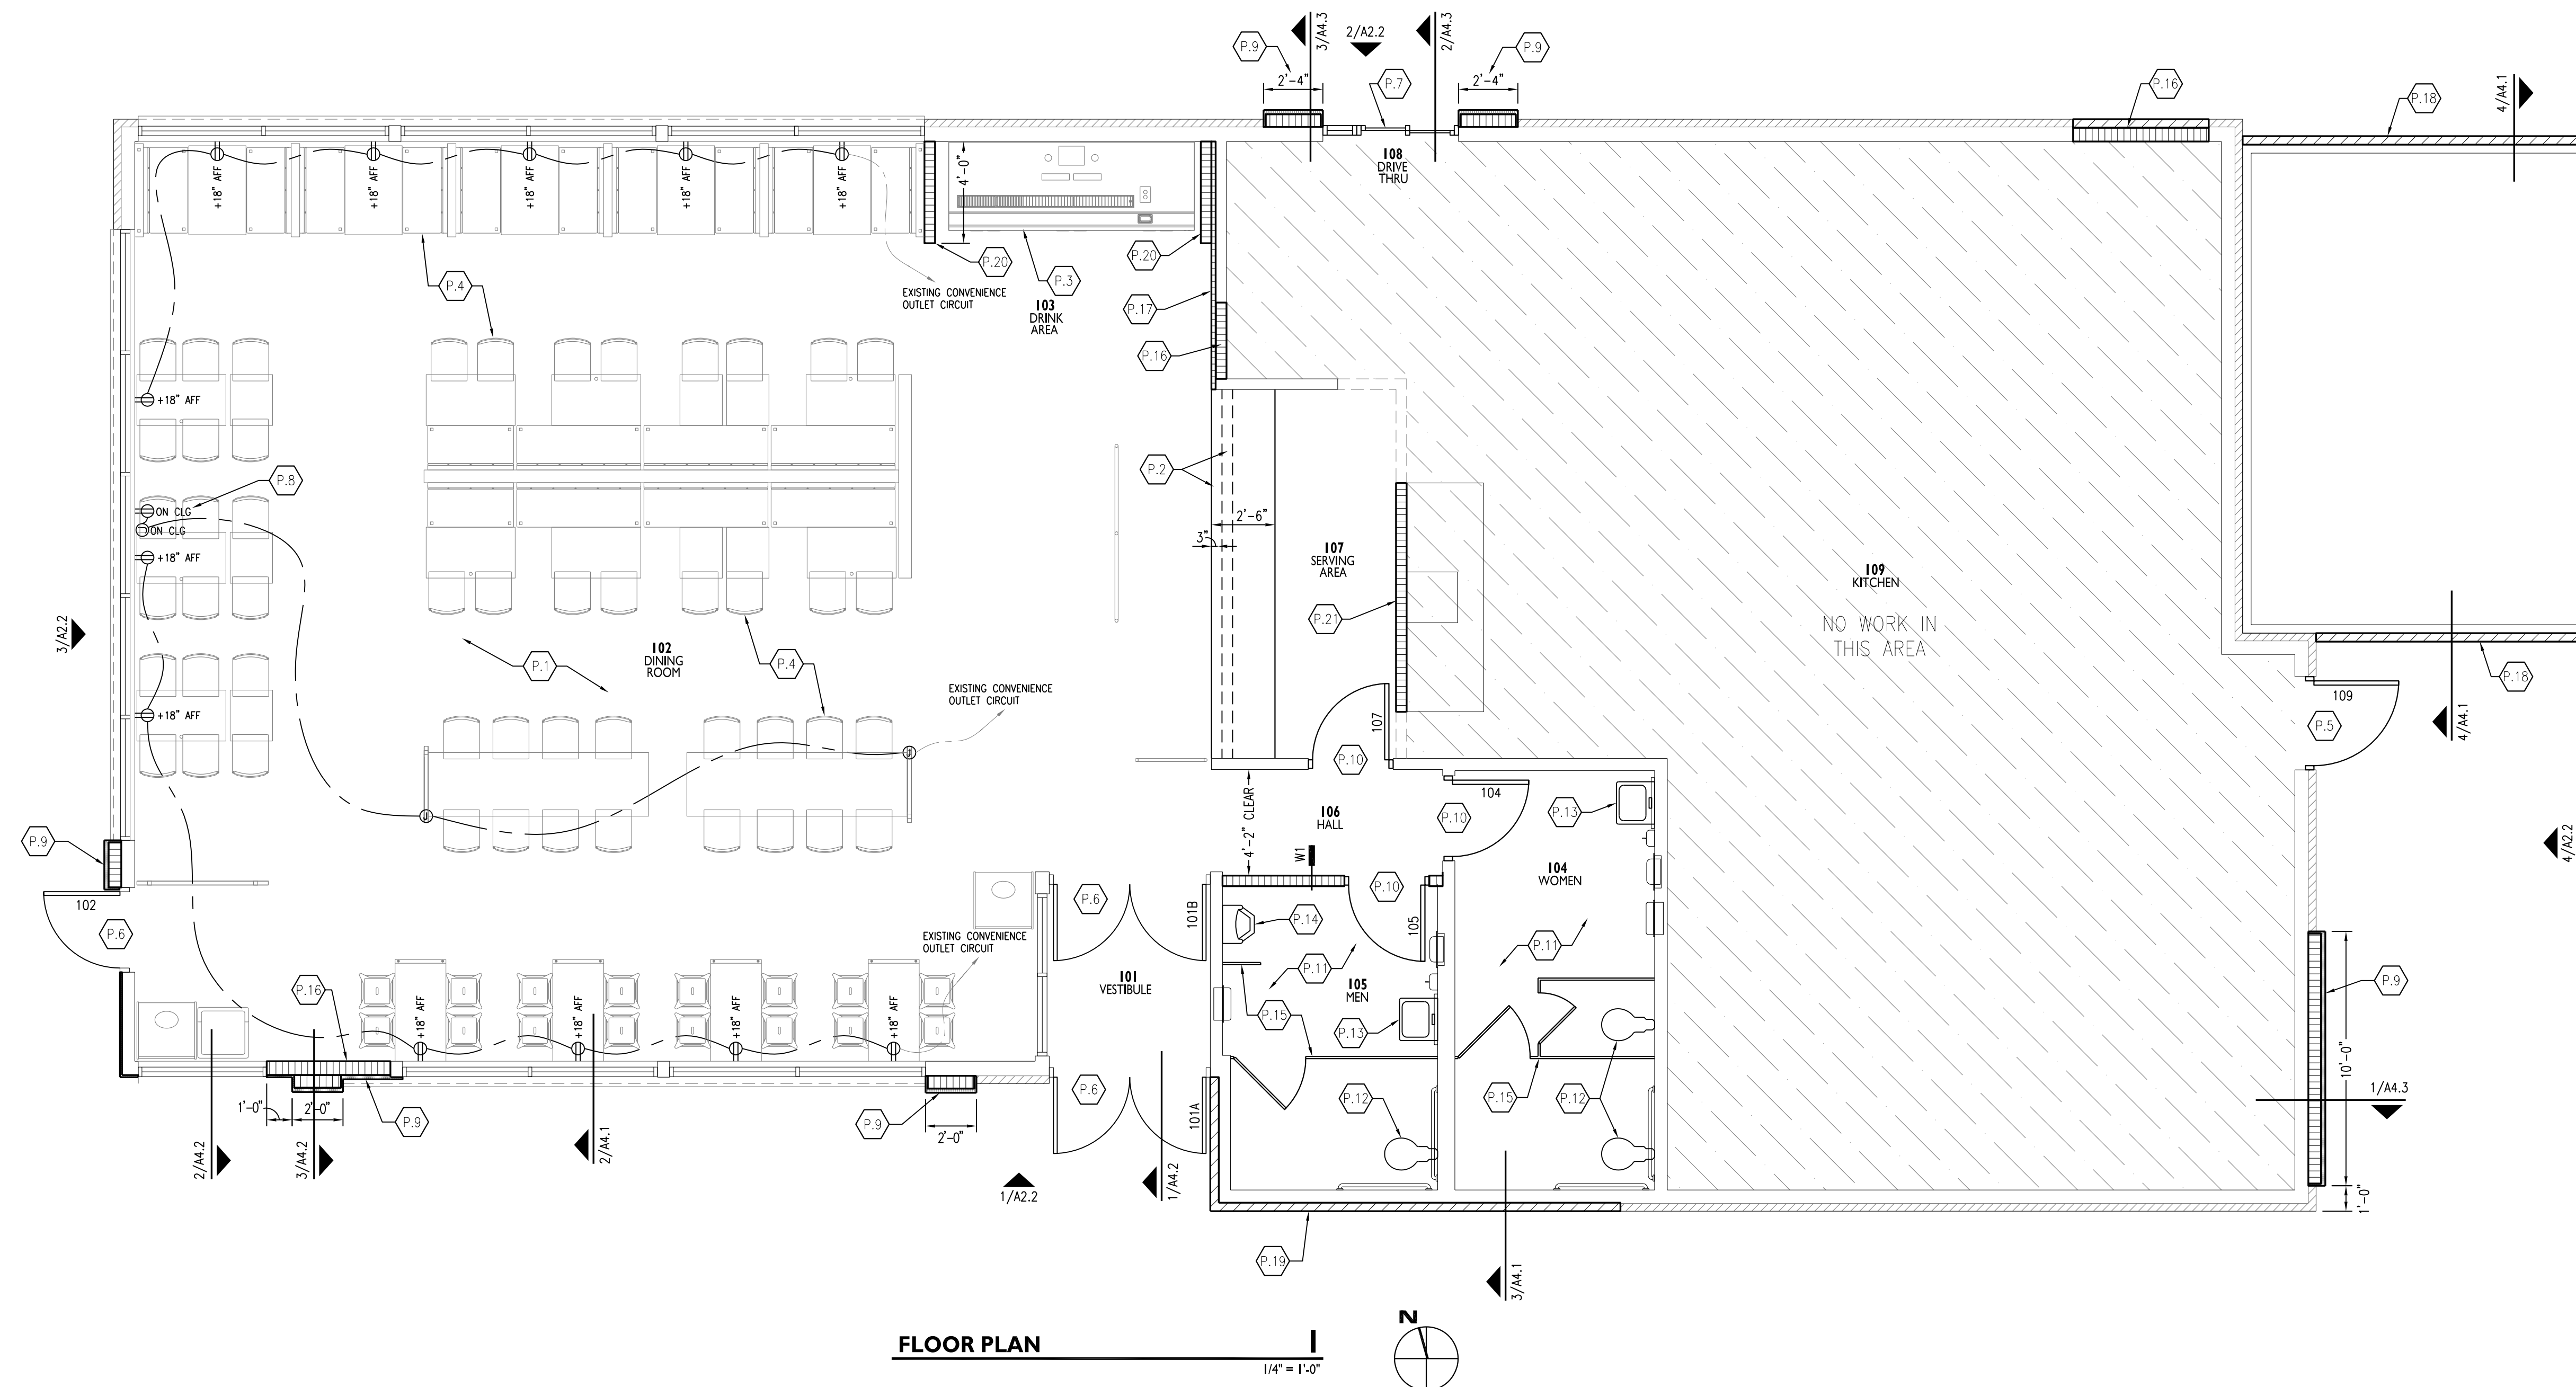 3/A4.3
2/A2.2
2/A4.3
P.9
P.7
P.9
2'-4"
2'-4"
P.16
P.18
4/A4.1
108
DRIVE
THRU
+18" AFF
+18" AFF
+18" AFF
+18" AFF
+18" AFF
4'-0"
P.4
P.20
P.3
P.20
EXISTING CONVENIENCE
OUTLET CIRCUIT
103
DRINK
AREA
P.17
P.16
+18" AFF
P.8
ON CLG
ON CLG
+18" AFF
P.2
2'-6"
3"
107
SERVING
AREA
109
KITCHEN
NO WORK IN
THIS AREA
P.21
3/A2.2
102
DINING
ROOM
P.1
P.4
+18" AFF
EXISTING CONVENIENCE
OUTLET CIRCUIT
107
P.10
109
P.5
P.18
4/A4.1
4'-2" CLEAR
106
HALL
104
P.10
P.13
P.9
W1
4/A2.2
102
P.6
P.6
101B
P.10
105
104
WOMEN
P.14
EXISTING CONVENIENCE
OUTLET CIRCUIT
101
VESTIBULE
P.11
P.11
105
MEN
P.16
+18" AFF
+18" AFF
+18" AFF
+18" AFF
P.15
P.13
P.9
10'-0"
1'-0"
2'-0"
P.9
P.9
2'-0"
P.6
101A
P.12
P.15
P.12
1/A4.3
2/A4.2
3/A4.2
2/A4.1
1/A2.2
1/A4.2
1'-0"
P.19
3/A4.1
N
FLOOR PLAN 1
1/4" = 1'-0"